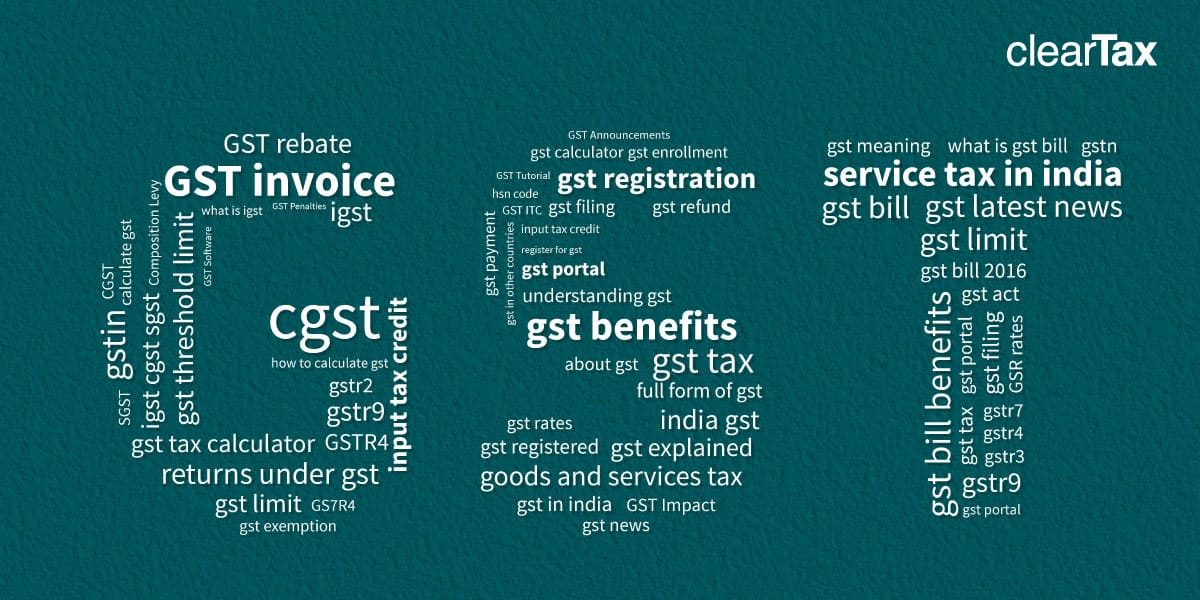 clearTax
GST rebate
GST invoice
what is igst
GST Penalties
igst
Composition Levy
GST Software
CGST
calculate gst
gstin
SGST
igst cgst sgst
gst threshold limit
cgst
how to calculate gst
gstr2
gstr9
input tax credit
gst tax calculator GSTR4
returns under gst
gst limit GS7R4
gst exemption
GST Announcements
gst calculator gst enrollment
GST Tutorial gst registration
hsn code
GST ITC gst filing gst refund
input tax credit
register for gst
gst payment
gst in other countries
gst portal
understanding gst
gst benefits
about gst gst tax
full form of gst
gst rates india gst
gst registered gst explained
goods and services tax
gst in india GST Impact
gst news
gst meaning what is gst bill gstn
service tax in india
gst bill gst latest news
gst limit
gst bill 2016
gst bill benefits
gst act
gst portal
gst filing
GSR rates
gst tax
gstr7
gstr4
gstr3
gstr9
gst portal